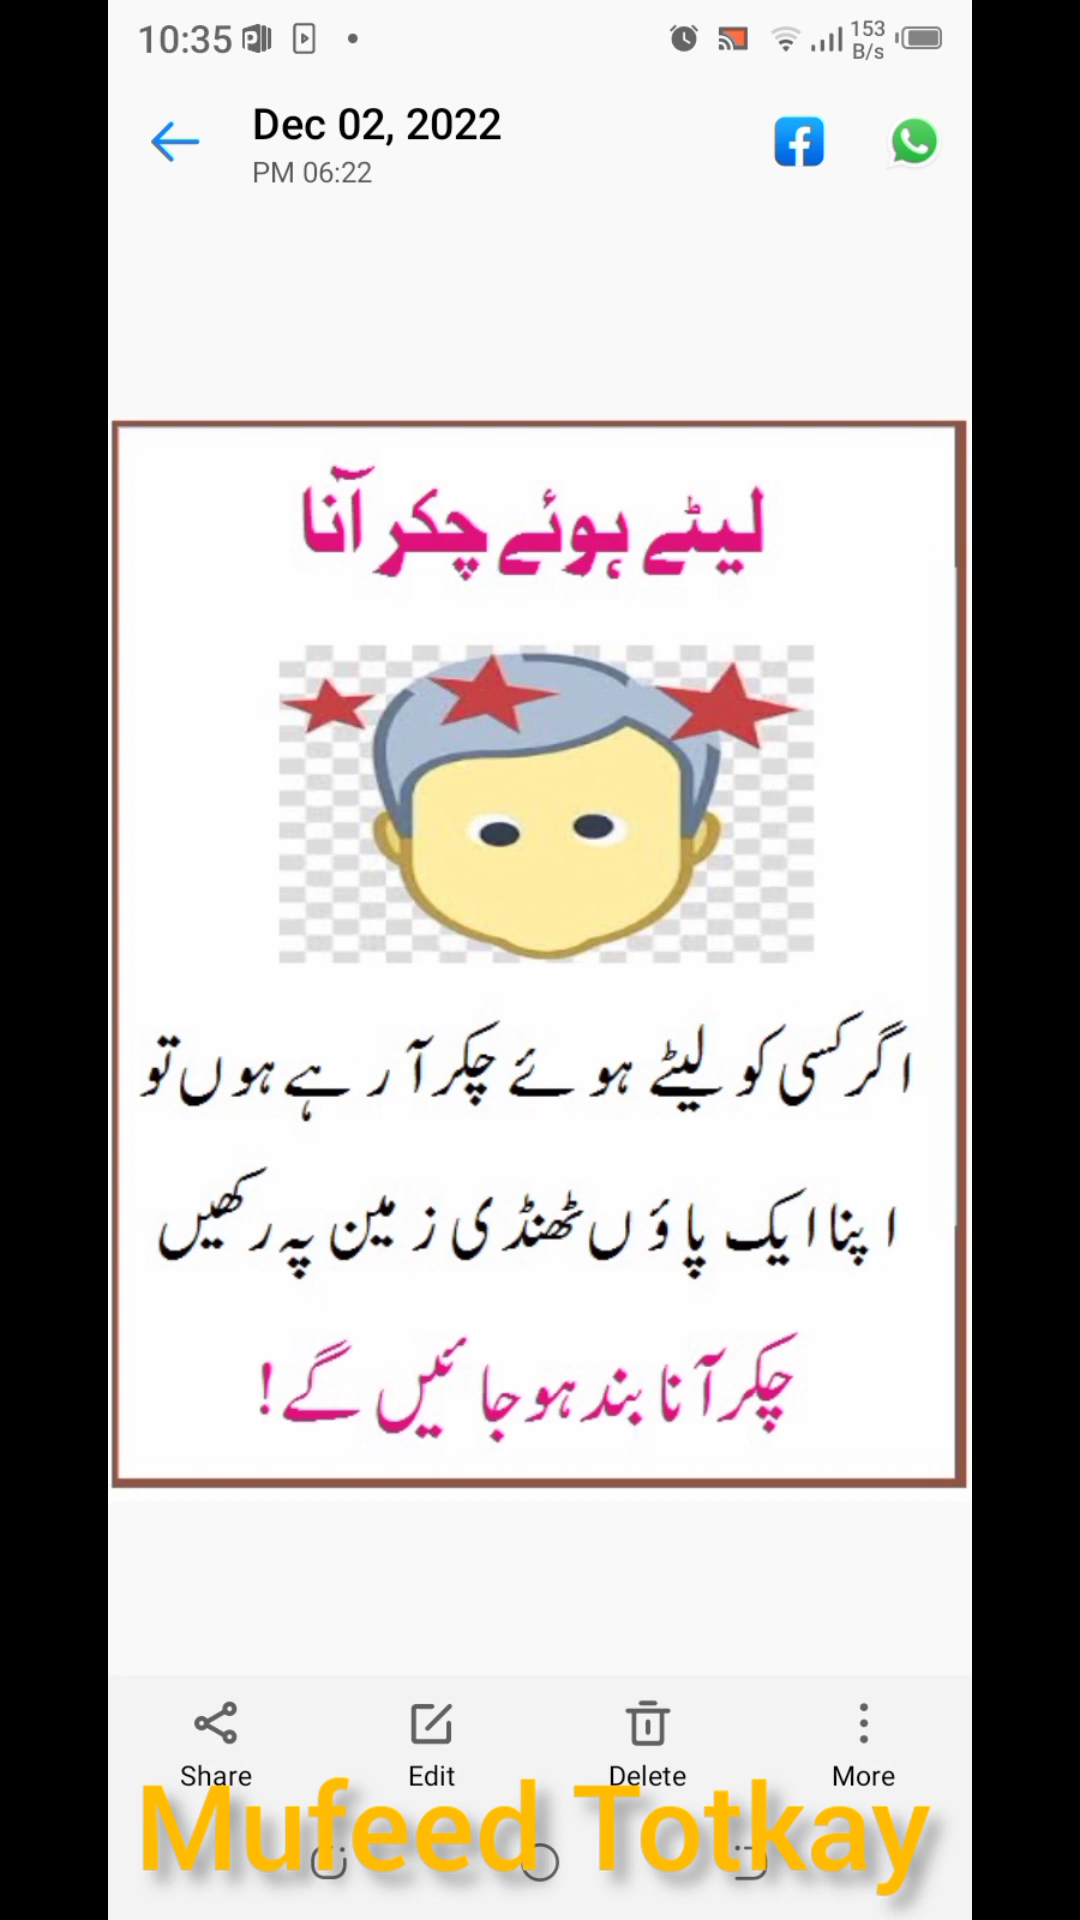 10:35
153 B/s
Dec 02, 2022
PM 06:22
لیٹے ہوئے چکر آنا
اگر کسی کو لیٹے ہوئے چکر آ رہے ہوں تو
اپنا ایک پاؤں ٹھنڈی زمین پہ رکھیں
چکر آنا بند ہو جائیں گے!
Share Edit Delete More
Mufeed Totkay